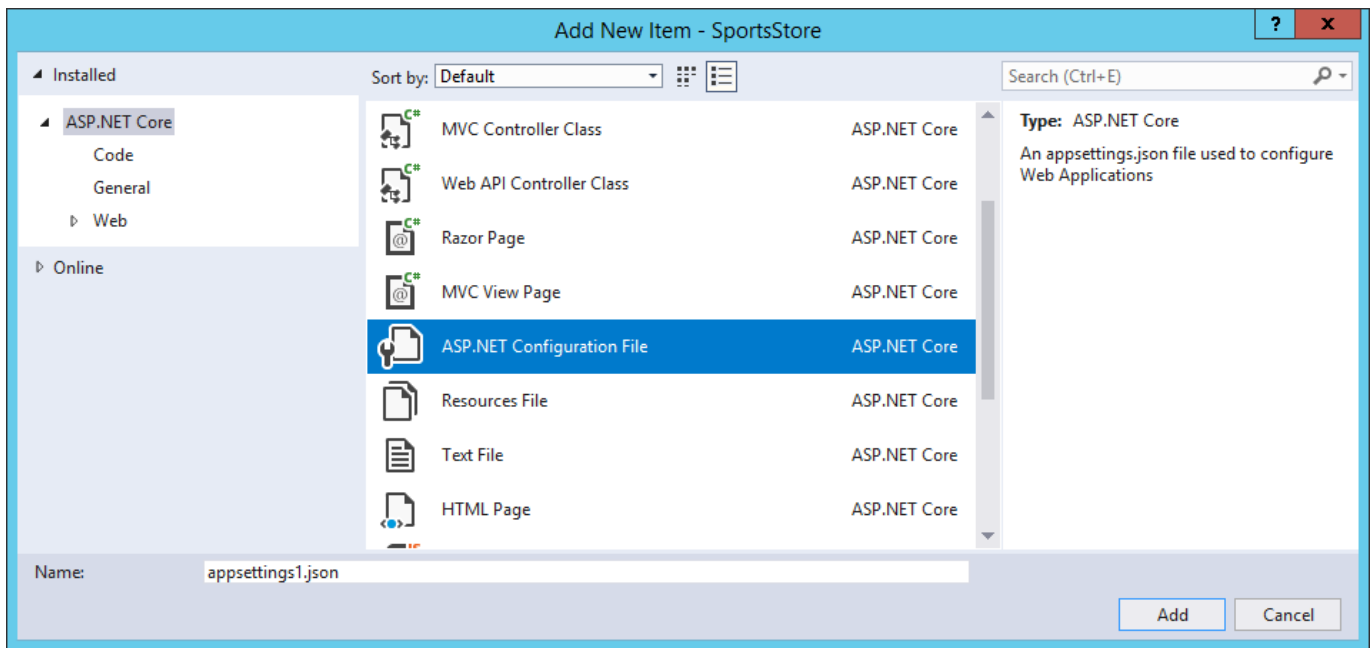 Add New Item - SportsStore
? x
Installed
Sort by: Default
Search (Ctrl+E)
ASP.NET Core
Code
General
Web
Online
C# MVC Controller Class ASP.NET Core
C# Web API Controller Class ASP.NET Core
C# @ Razor Page ASP.NET Core
C# @ MVC View Page ASP.NET Core
ASP.NET Configuration File ASP.NET Core
Resources File ASP.NET Core
Text File ASP.NET Core
HTML Page ASP.NET Core
Type: ASP.NET Core
An appsettings.json file used to configure
Web Applications
Name: appsettings1.json
Add Cancel